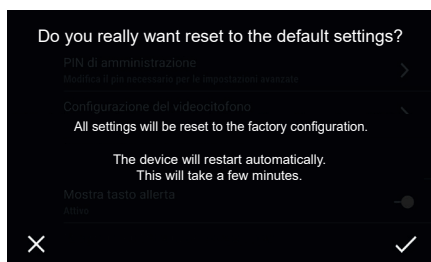 Do you really want reset to the default settings?
PIN di amministrazione
Modifica il pin necessario per le impostazioni avanzate
Configurazione del videocitofono
All settings will be reset to the factory configuration.
The device will restart automatically.
This will take a few minutes.
Mostra tasto allerta
Attivo